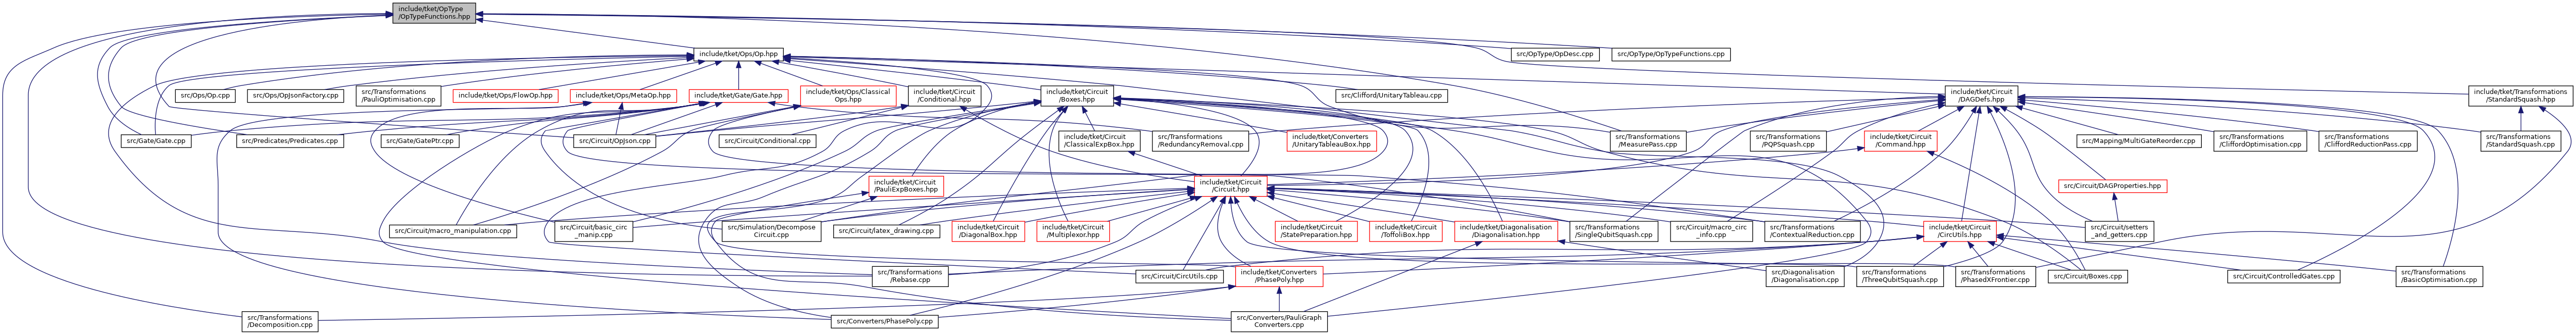 include/tket/OpType
/OpTypeFunctions.hpp
include/tket/Ops/Op.hpp
src/OpType/OpDesc.cpp
src/OpType/OpTypeFunctions.cpp
src/Ops/Op.cpp
src/Ops/OpJsonFactory.cpp
src/Transformations
/PauliOptimisation.cpp
include/tket/Ops/FlowOp.hpp
include/tket/Ops/MetaOp.hpp
include/tket/Gate/Gate.hpp
include/tket/Ops/Classical
Ops.hpp
include/tket/Circuit
/Conditional.hpp
include/tket/Circuit
/Boxes.hpp
src/Clifford/UnitaryTableau.cpp
include/tket/Circuit
/DAGDefs.hpp
include/tket/Transformations
/StandardSquash.hpp
src/Gate/Gate.cpp
src/Predicates/Predicates.cpp
src/Gate/GatePtr.cpp
src/Circuit/OpJson.cpp
src/Circuit/Conditional.cpp
include/tket/Circuit
/ClassicalExpBox.hpp
src/Transformations
/RedundancyRemoval.cpp
include/tket/Converters
/UnitaryTableauBox.hpp
src/Transformations
/MeasurePass.cpp
src/Transformations
/PQPSquash.cpp
include/tket/Circuit
/Command.hpp
src/Mapping/MultiGateReorder.cpp
src/Transformations
/CliffordOptimisation.cpp
src/Transformations
/CliffordReductionPass.cpp
src/Transformations
/StandardSquash.cpp
include/tket/Circuit
/PauliExpBoxes.hpp
include/tket/Circuit
/Circuit.hpp
src/Circuit/DAGProperties.hpp
src/Circuit/macro_manipulation.cpp
src/Circuit/basic_circ
_manip.cpp
src/Simulation/Decompose
Circuit.cpp
src/Circuit/latex_drawing.cpp
include/tket/Circuit
/DiagonalBox.hpp
include/tket/Circuit
/Multiplexor.hpp
include/tket/Circuit
/StatePreparation.hpp
include/tket/Circuit
/ToffoliBox.hpp
include/tket/Diagonalisation
/Diagonalisation.hpp
src/Transformations
/SingleQubitSquash.cpp
src/Circuit/macro_circ
_info.cpp
src/Transformations
/ContextualReduction.cpp
include/tket/Circuit
/CircUtils.hpp
src/Circuit/setters
_and_getters.cpp
src/Transformations
/Rebase.cpp
src/Circuit/CircUtils.cpp
include/tket/Converters
/PhasePoly.hpp
src/Diagonalisation
/Diagonalisation.cpp
src/Transformations
/ThreeQubitSquash.cpp
src/Transformations
/PhasedXFrontier.cpp
src/Circuit/Boxes.cpp
src/Circuit/ControlledGates.cpp
src/Transformations
/BasicOptimisation.cpp
src/Transformations
/Decomposition.cpp
src/Converters/PhasePoly.cpp
src/Converters/PauliGraph
Converters.cpp